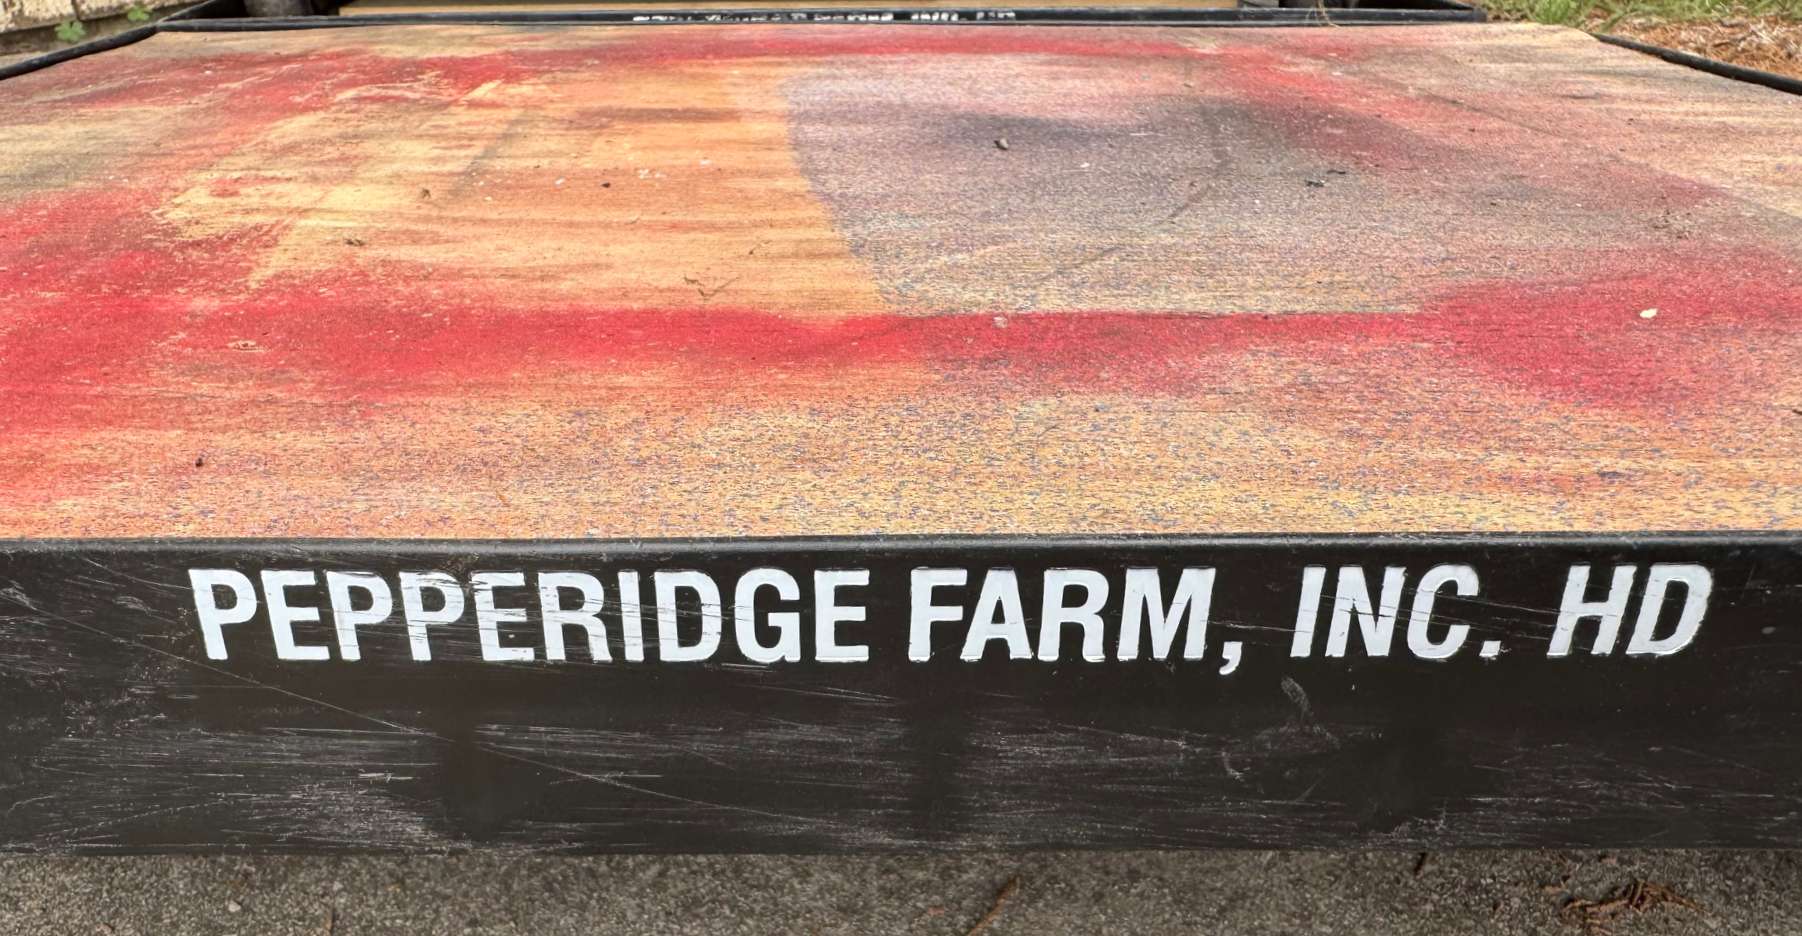 PEPPERIDGE FARM, INC. HD